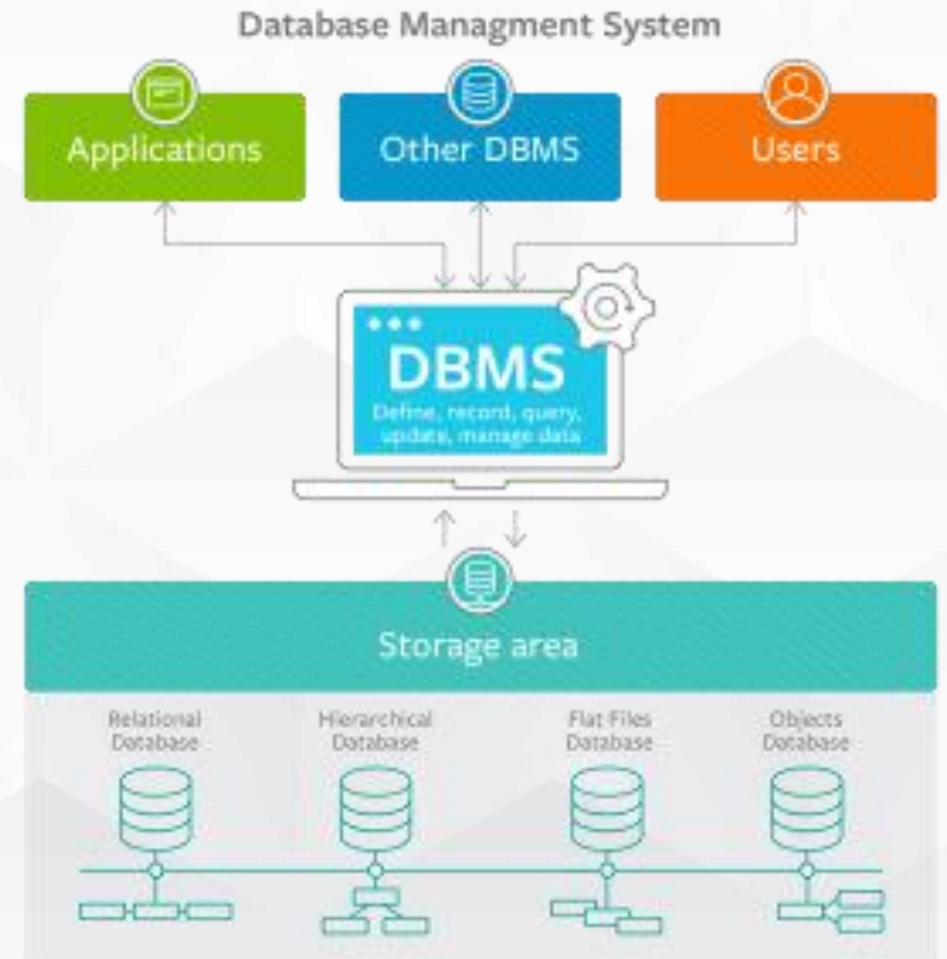 Database Managment System
Applications
Other DBMS
Users
DBMS
Define, record, query,
update, manage data
Storage area
Relational
Database
Hierarchical
Database
Flat Files
Database
Objects
Database